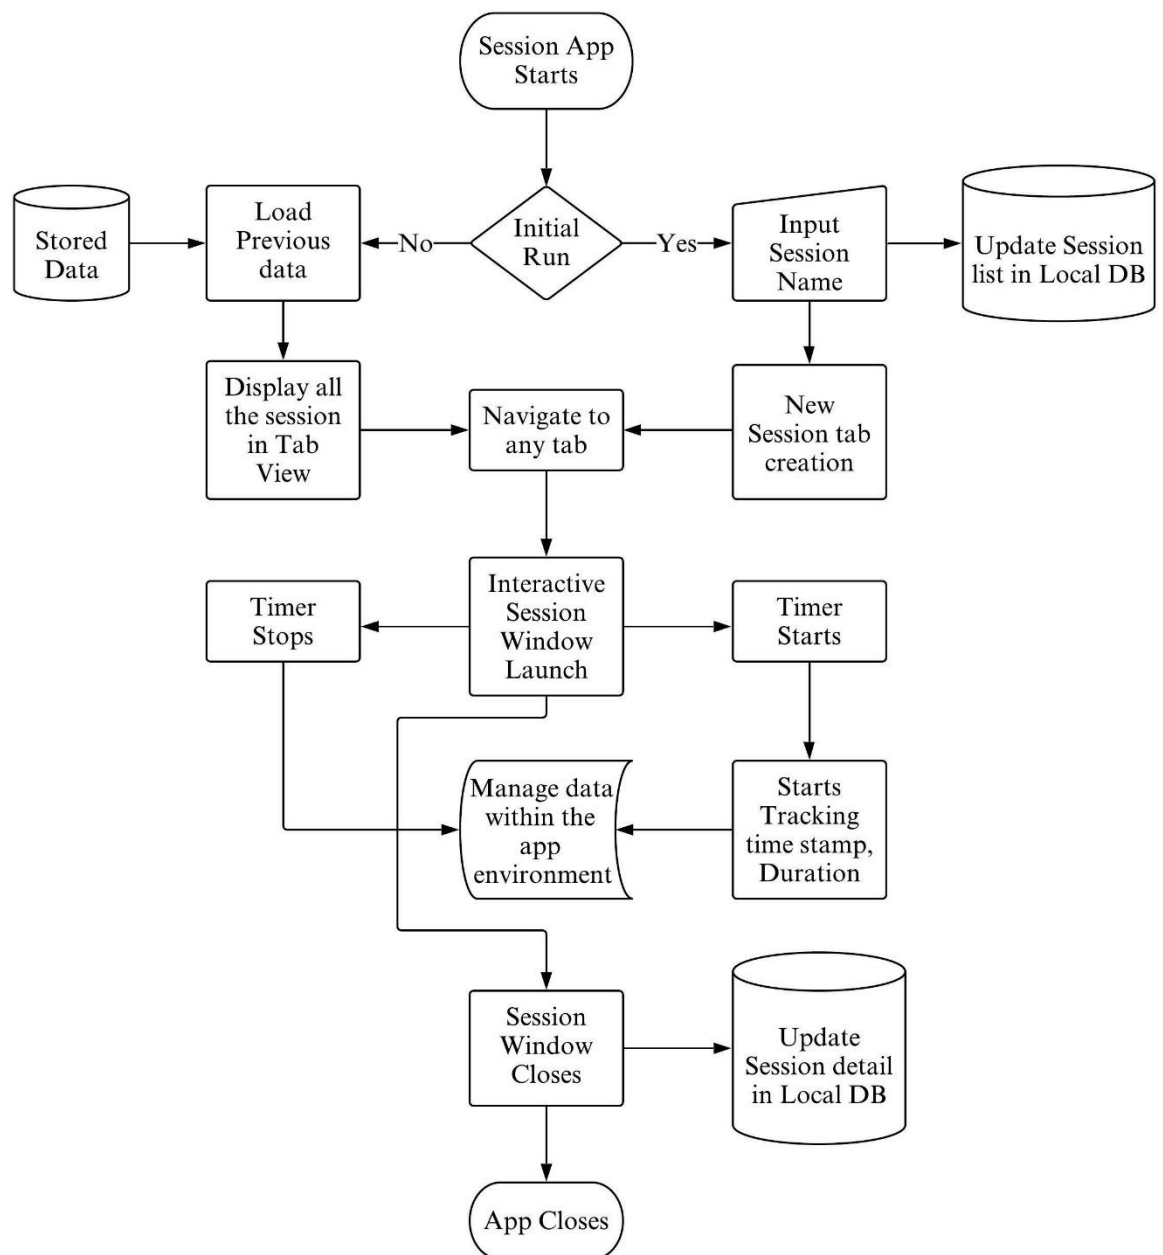 Session App
Starts
Stored
Data
Load
Previous
data
No
Initial
Run
Yes
Input
Session
Name
Update Session
list in Local DB
Display all
the session
in Tab
View
Navigate to
any tab
New
Session tab
creation
Timer
Stops
Interactive
Session
Window
Launch
Timer
Starts
Manage data
within the
app
environment
Starts
Tracking
time stamp,
Duration
Session
Window
Closes
Update
Session detail
in Local DB
App Closes